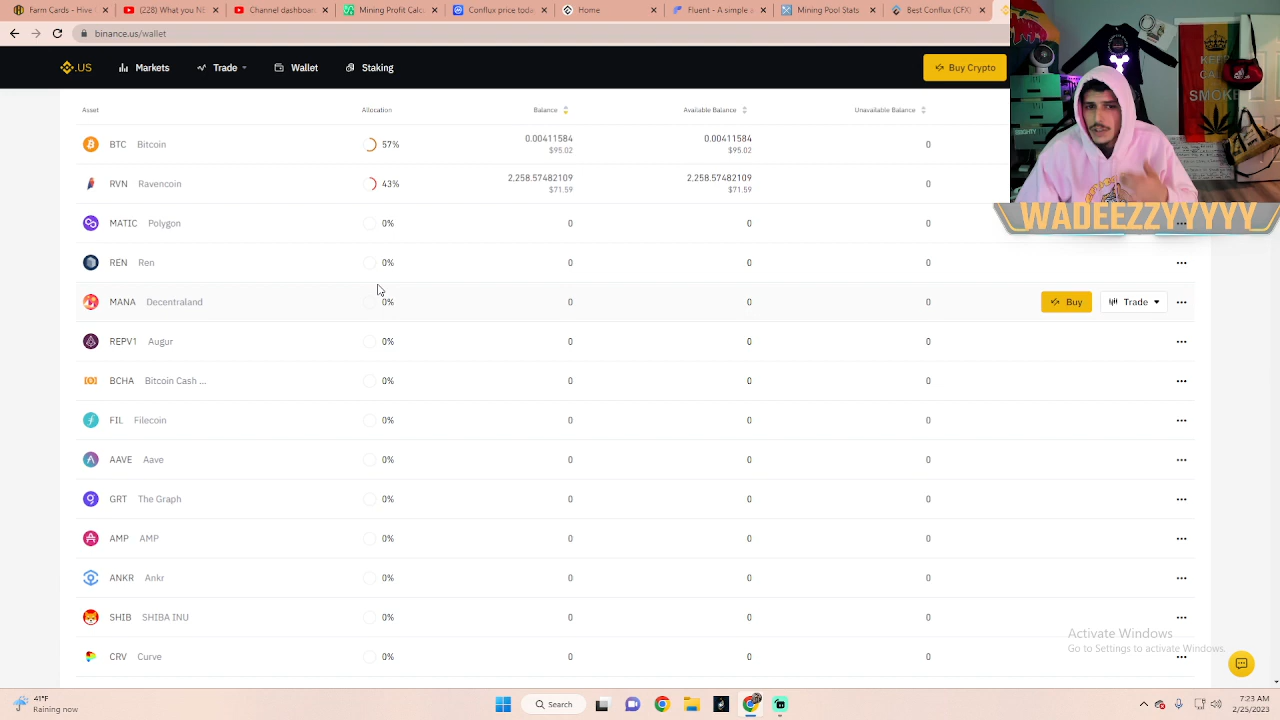 Farm Cards - Hive
(28) you NE
Channel dashboard
Mining Profit Calc
Conflux price toda
Home
Fluent - A simple
Mining Pool Stats
Best Conflux (CFX)
binance.us/wallet
.US Markets Trade Wallet Staking Buy Crypto
KEEP
SMOKE
WADEEZZYYYYY
Asset Allocation Balance Available Balance Unavailable Balance
BTC Bitcoin 57% 0.00411584 0.00411584 0
$95.02 $95.02
RVN Ravencoin 43% 2,258.57482109 2,258.57482109 0
$71.59 $71.59
MATIC Polygon 0% 0 0 0
REN Ren 0% 0 0 0
MANA Decentraland 0% 0 0 0 Buy Trade
REPV1 Augur 0% 0 0 0
BCHA Bitcoin Cash ... 0% 0 0 0
FIL Filecoin 0% 0 0 0
AAVE Aave 0% 0 0 0
GRT The Graph 0% 0 0 0
AMP AMP 0% 0 0 0
ANKR Ankr 0% 0 0 0
SHIB SHIBA INU 0% 0 0 0
CRV Curve 0% 0 0 0
Activate Windows
Go to Settings to activate Windows.
41°F
Raining now
Search
7:23 AM
2/25/2023